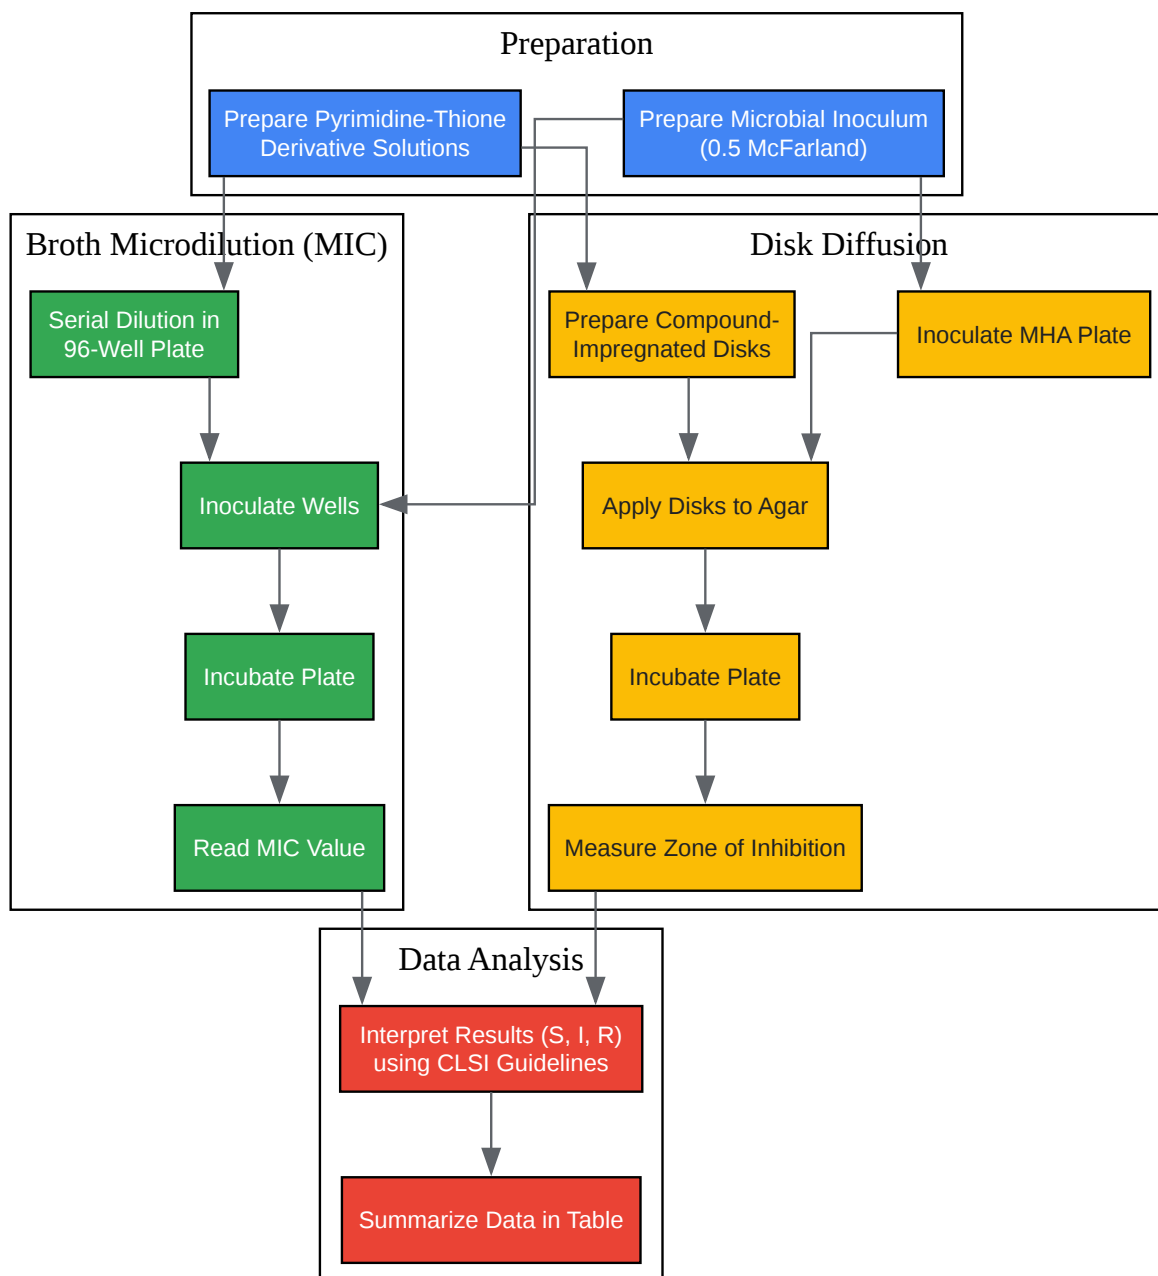 Preparation
Prepare Pyrimidine-Thione
Derivative Solutions
Prepare Microbial Inoculum
(0.5 McFarland)
Broth Microdilution (MIC)
Serial Dilution in
96-Well Plate
Inoculate Wells
Incubate Plate
Read MIC Value
Disk Diffusion
Prepare Compound-
Impregnated Disks
Inoculate MHA Plate
Apply Disks to Agar
Incubate Plate
Measure Zone of Inhibition
Data Analysis
Interpret Results (S, I, R)
using CLSI Guidelines
Summarize Data in Table